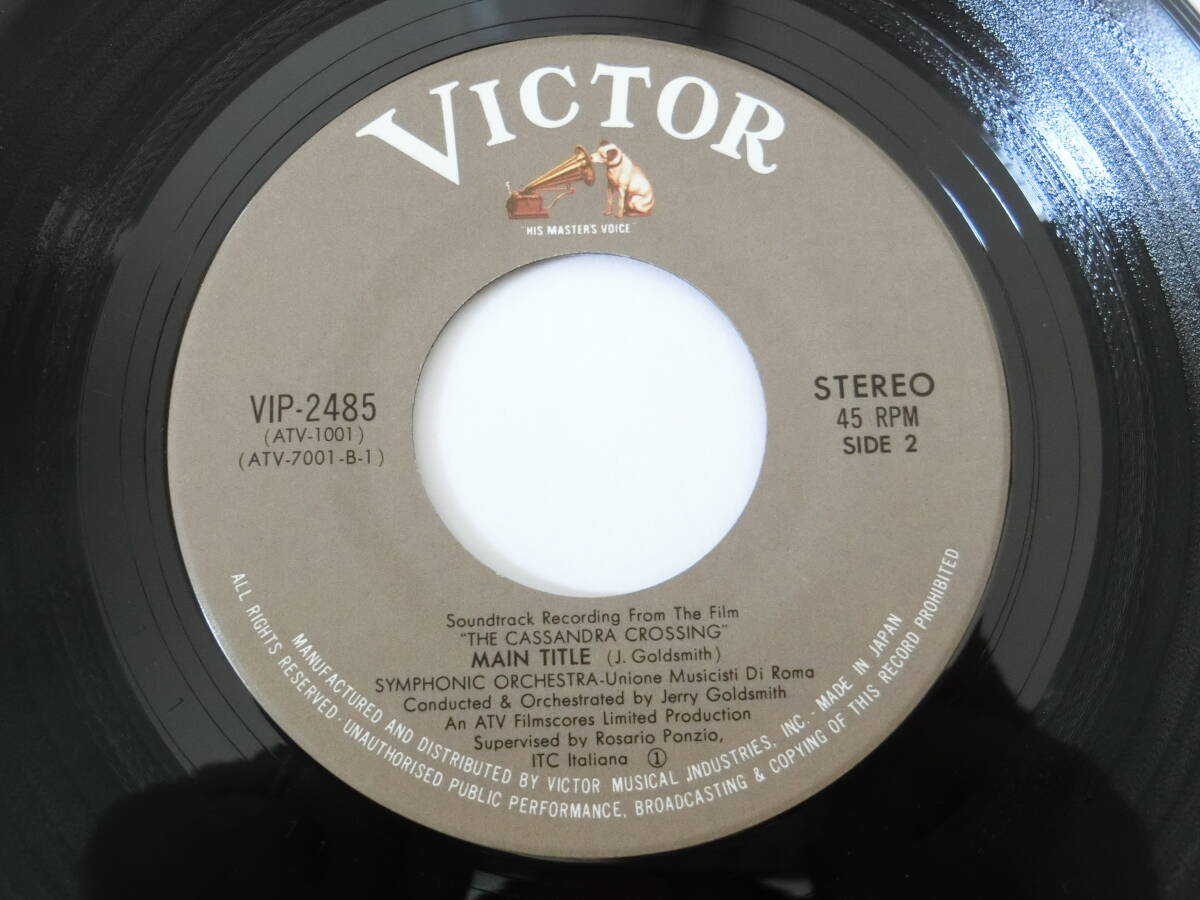 VICTOR
"HIS MASTER'S VOICE"
VIP-2485
(ATV-1001)
(ATV-7001-B-1)
STEREO
45 RPM
SIDE 2
Soundtrack Recording From The Film
"THE CASSANDRA CROSSING"
MAIN TITLE (J. Goldsmith)
SYMPHONIC ORCHESTRA-Unione Musicisti Di Roma
Conducted & Orchestrated by Jerry Goldsmith
An ATV Filmscores Limited Production
Supervised by Rosario Ponzio,
ITC Italiana ①
MANUFACTURED AND DISTRIBUTED BY VICTOR MUSICAL JNDUSTRIES, INC.· MADE IN JAPAN
ALL RIGHTS RESERVED·UNAUTHORISED PUBLIC PERFORMANCE, BROADCASTING & COPYING OF THIS RECORD PROHIBITED